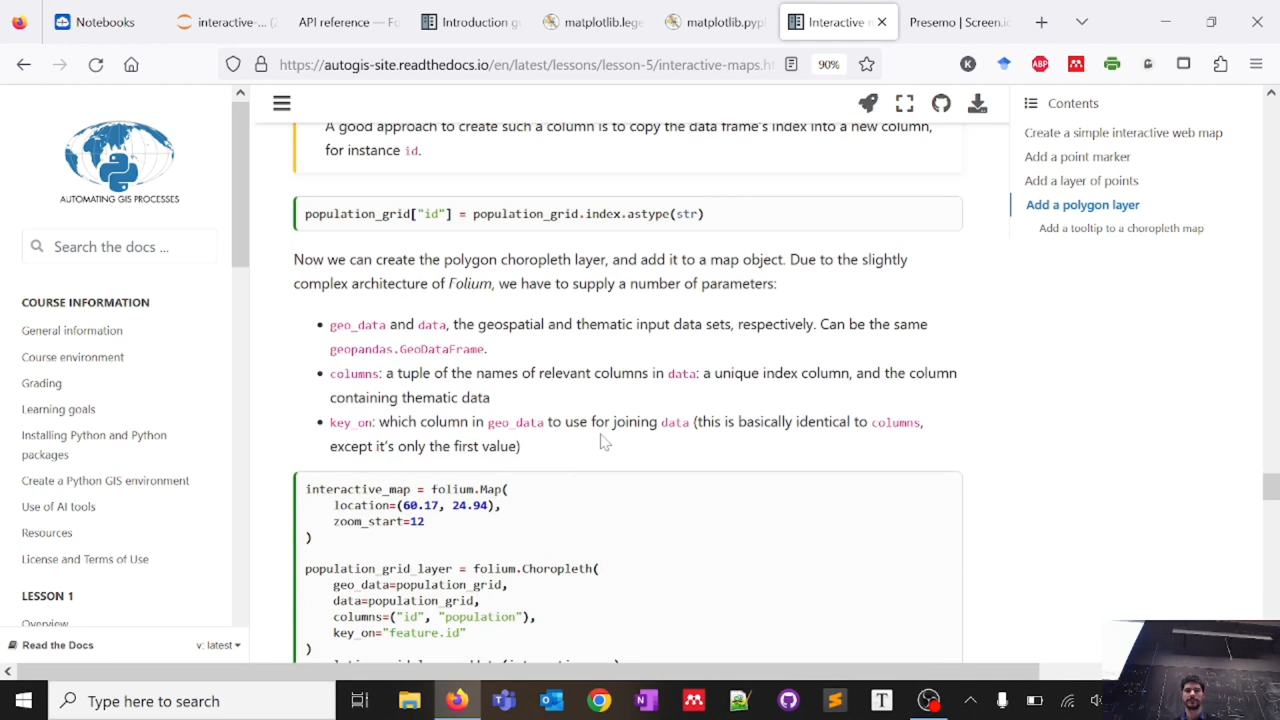 Notebooks
interactive-...
API reference — Fo
Introduction gu
matplotlib.lege
matplotlib.pypl
Interactive m
Presemo | Screen.io
https://autogis-site.readthedocs.io/en/latest/lessons/lesson-5/interactive-maps.ht
90%
K
ABP
AUTOMATING GIS PROCESSES
Search the docs ...
COURSE INFORMATION
General information
Course environment
Grading
Learning goals
Installing Python and Python
packages
Create a Python GIS environment
Use of AI tools
Resources
License and Terms of Use
LESSON 1
Overview
Read the Docs
v: latest
A good approach to create such a column is to copy the data frame's index into a new column,
for instance id.
population_grid["id"] = population_grid.index.astype(str)
Now we can create the polygon choropleth layer, and add it to a map object. Due to the slightly
complex architecture of Folium, we have to supply a number of parameters:
geo_data and data, the geospatial and thematic input data sets, respectively. Can be the same
geopandas.GeoDataFrame.
columns: a tuple of the names of relevant columns in data: a unique index column, and the column
containing thematic data
key_on: which column in geo_data to use for joining data (this is basically identical to columns,
except it's only the first value)
interactive_map = folium.Map(
location=(60.17, 24.94),
zoom_start=12
)
population_grid_layer = folium.Choropleth(
geo_data=population_grid,
data=population_grid,
columns=("id", "population"),
key_on="feature.id"
)
Contents
Create a simple interactive web map
Add a point marker
Add a layer of points
Add a polygon layer
Add a tooltip to a choropleth map
Type here to search
T